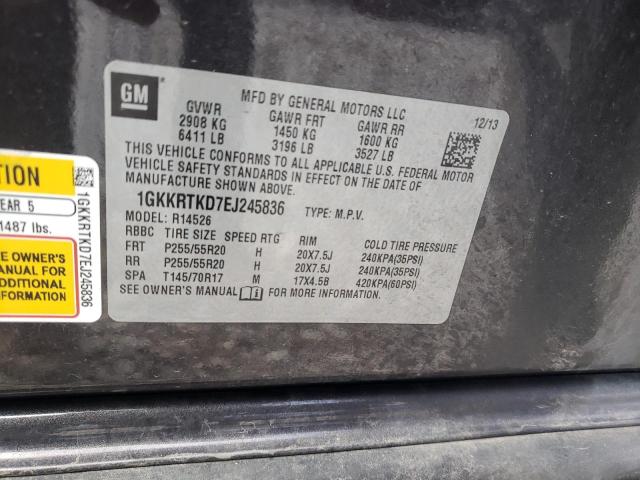 GM
MFD BY GENERAL MOTORS LLC
12/13
GVWR GAWR FRT GAWR RR
2908 KG 1450 KG 1600 KG
6411 LB 3196 LB 3527 LB
THIS VEHICLE CONFORMS TO ALL APPLICABLE U.S. FEDERAL MOTOR
VEHICLE SAFETY STANDARDS IN EFFECT ON THE DATE OF
MANUFACTURE SHOWN ABOVE.
1GKKRTKD7EJ245836 TYPE: M.P.V.
MODEL: R14526
RBBC TIRE SIZE SPEED RTG RIM COLD TIRE PRESSURE
FRT P255/55R20 H 20X7.5J 240KPA(35PSI)
RR P255/55R20 H 20X7.5J 240KPA(35PSI)
SPA T145/70R17 M 17X4.5B 420KPA(60PSI)
SEE OWNER'S MANUAL FOR MORE INFORMATION.
EAR 5
1487 lbs.
E OWNER'S
MANUAL FOR
ADDITIONAL
INFORMATION
1GKKRTKD7EJ245836